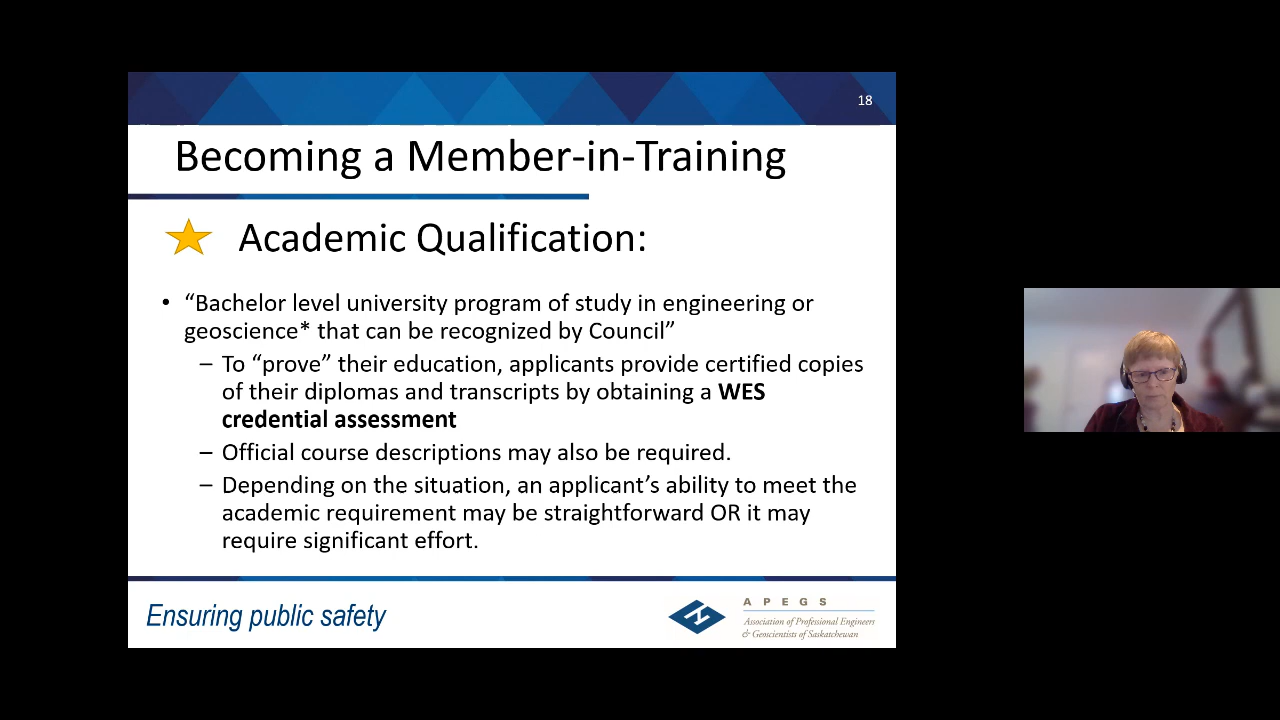 18
Becoming a Member-in-Training
Academic Qualification:
• “Bachelor level university program of study in engineering or
geoscience* that can be recognized by Council”
– To “prove” their education, applicants provide certified copies
of their diplomas and transcripts by obtaining a WES
credential assessment
– Official course descriptions may also be required.
– Depending on the situation, an applicant’s ability to meet the
academic requirement may be straightforward OR it may
require significant effort.
Ensuring public safety
APEGS
Association of Professional Engineers
& Geoscientists of Saskatchewan